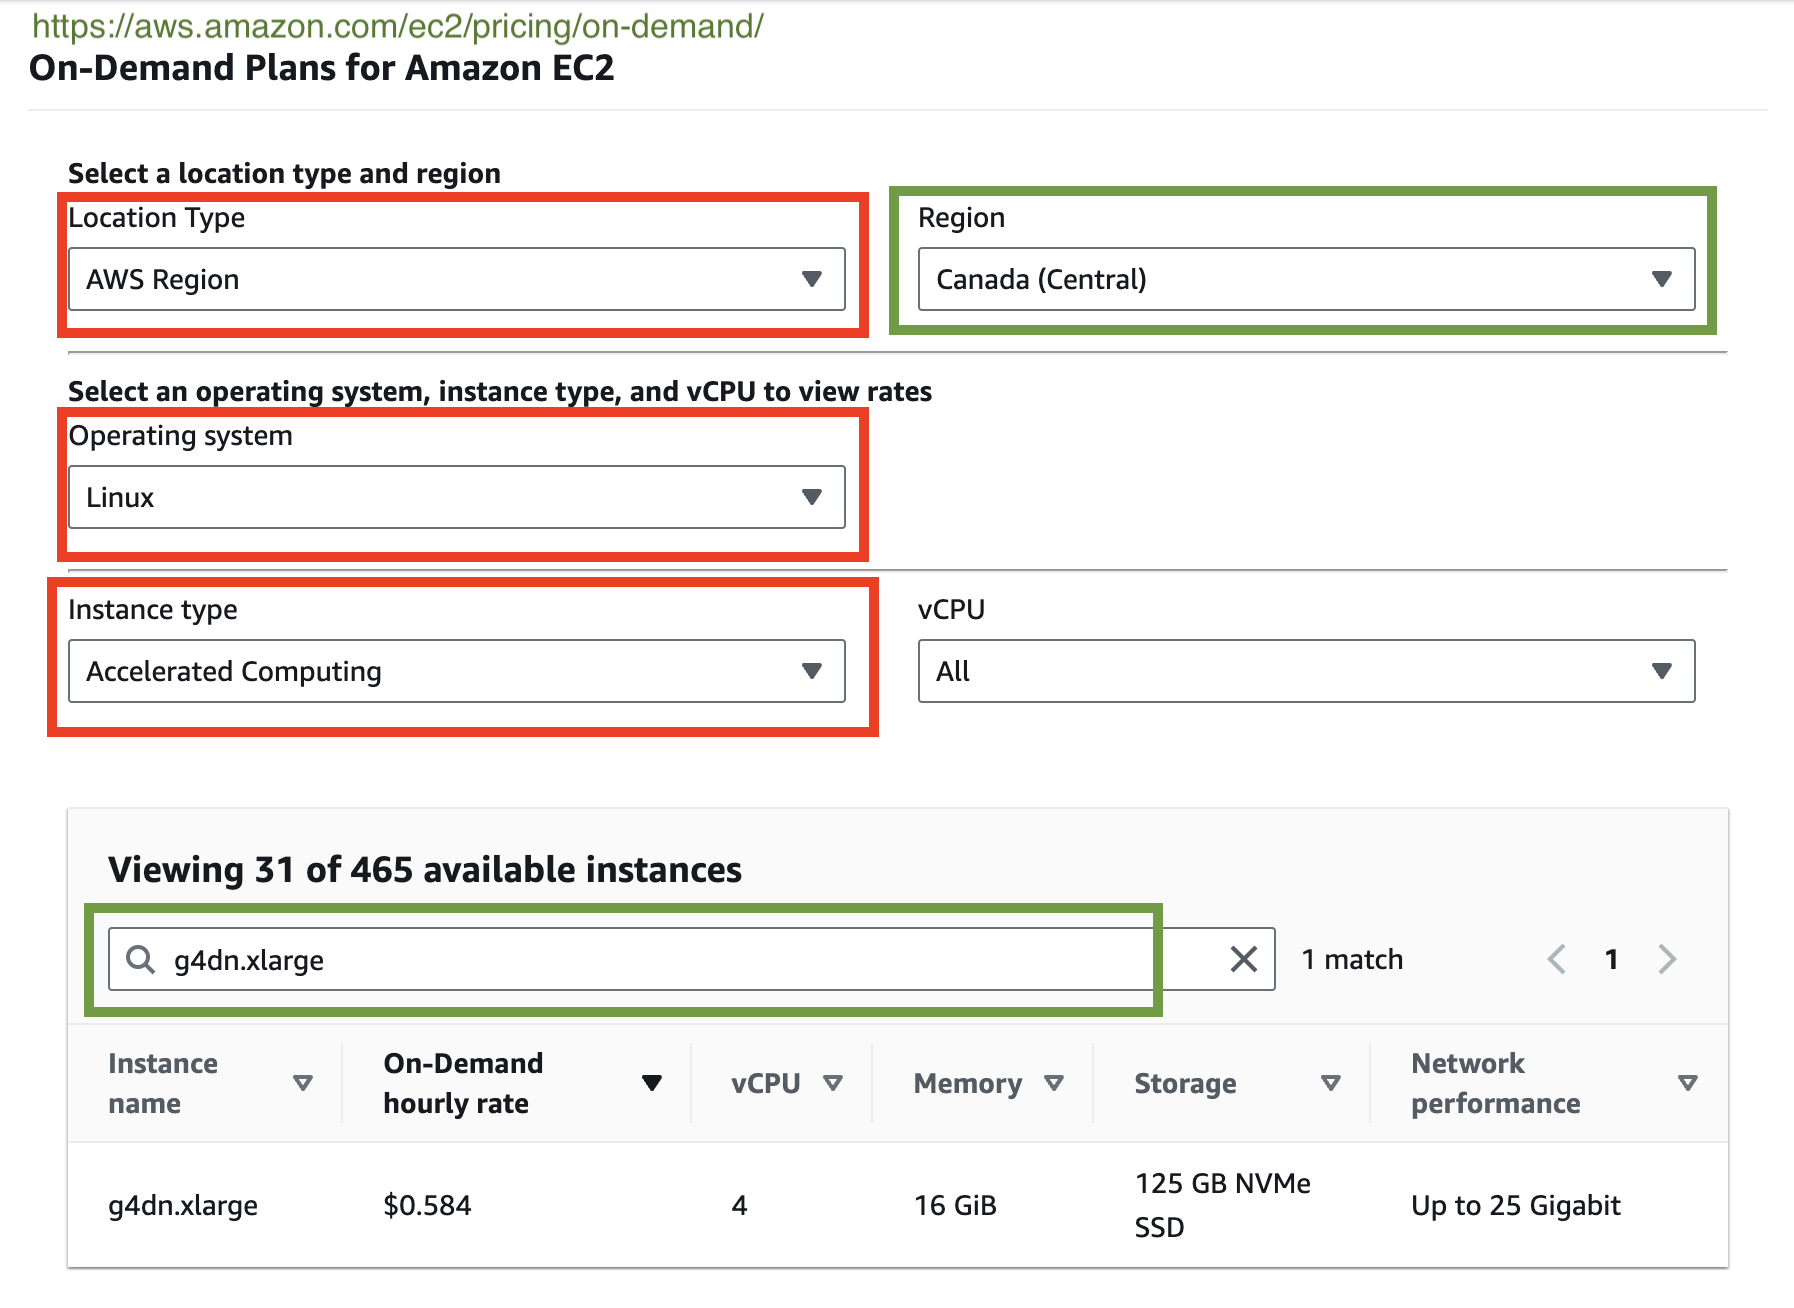 https://aws.amazon.com/ec2/pricing/on-demand/
On-Demand Plans for Amazon EC2
Select a location type and region
Location Type
Region
AWS Region
Canada (Central)
Select an operating system, instance type, and vCPU to view rates
Operating system
Linux
Instance type
vCPU
Accelerated Computing
All
Viewing 31 of 465 available instances
g4dn.xlarge
1 match
1
Instance name
On-Demand hourly rate
vCPU
Memory
Storage
Network performance
g4dn.xlarge
$0.584
4
16 GiB
125 GB NVMe SSD
Up to 25 Gigabit